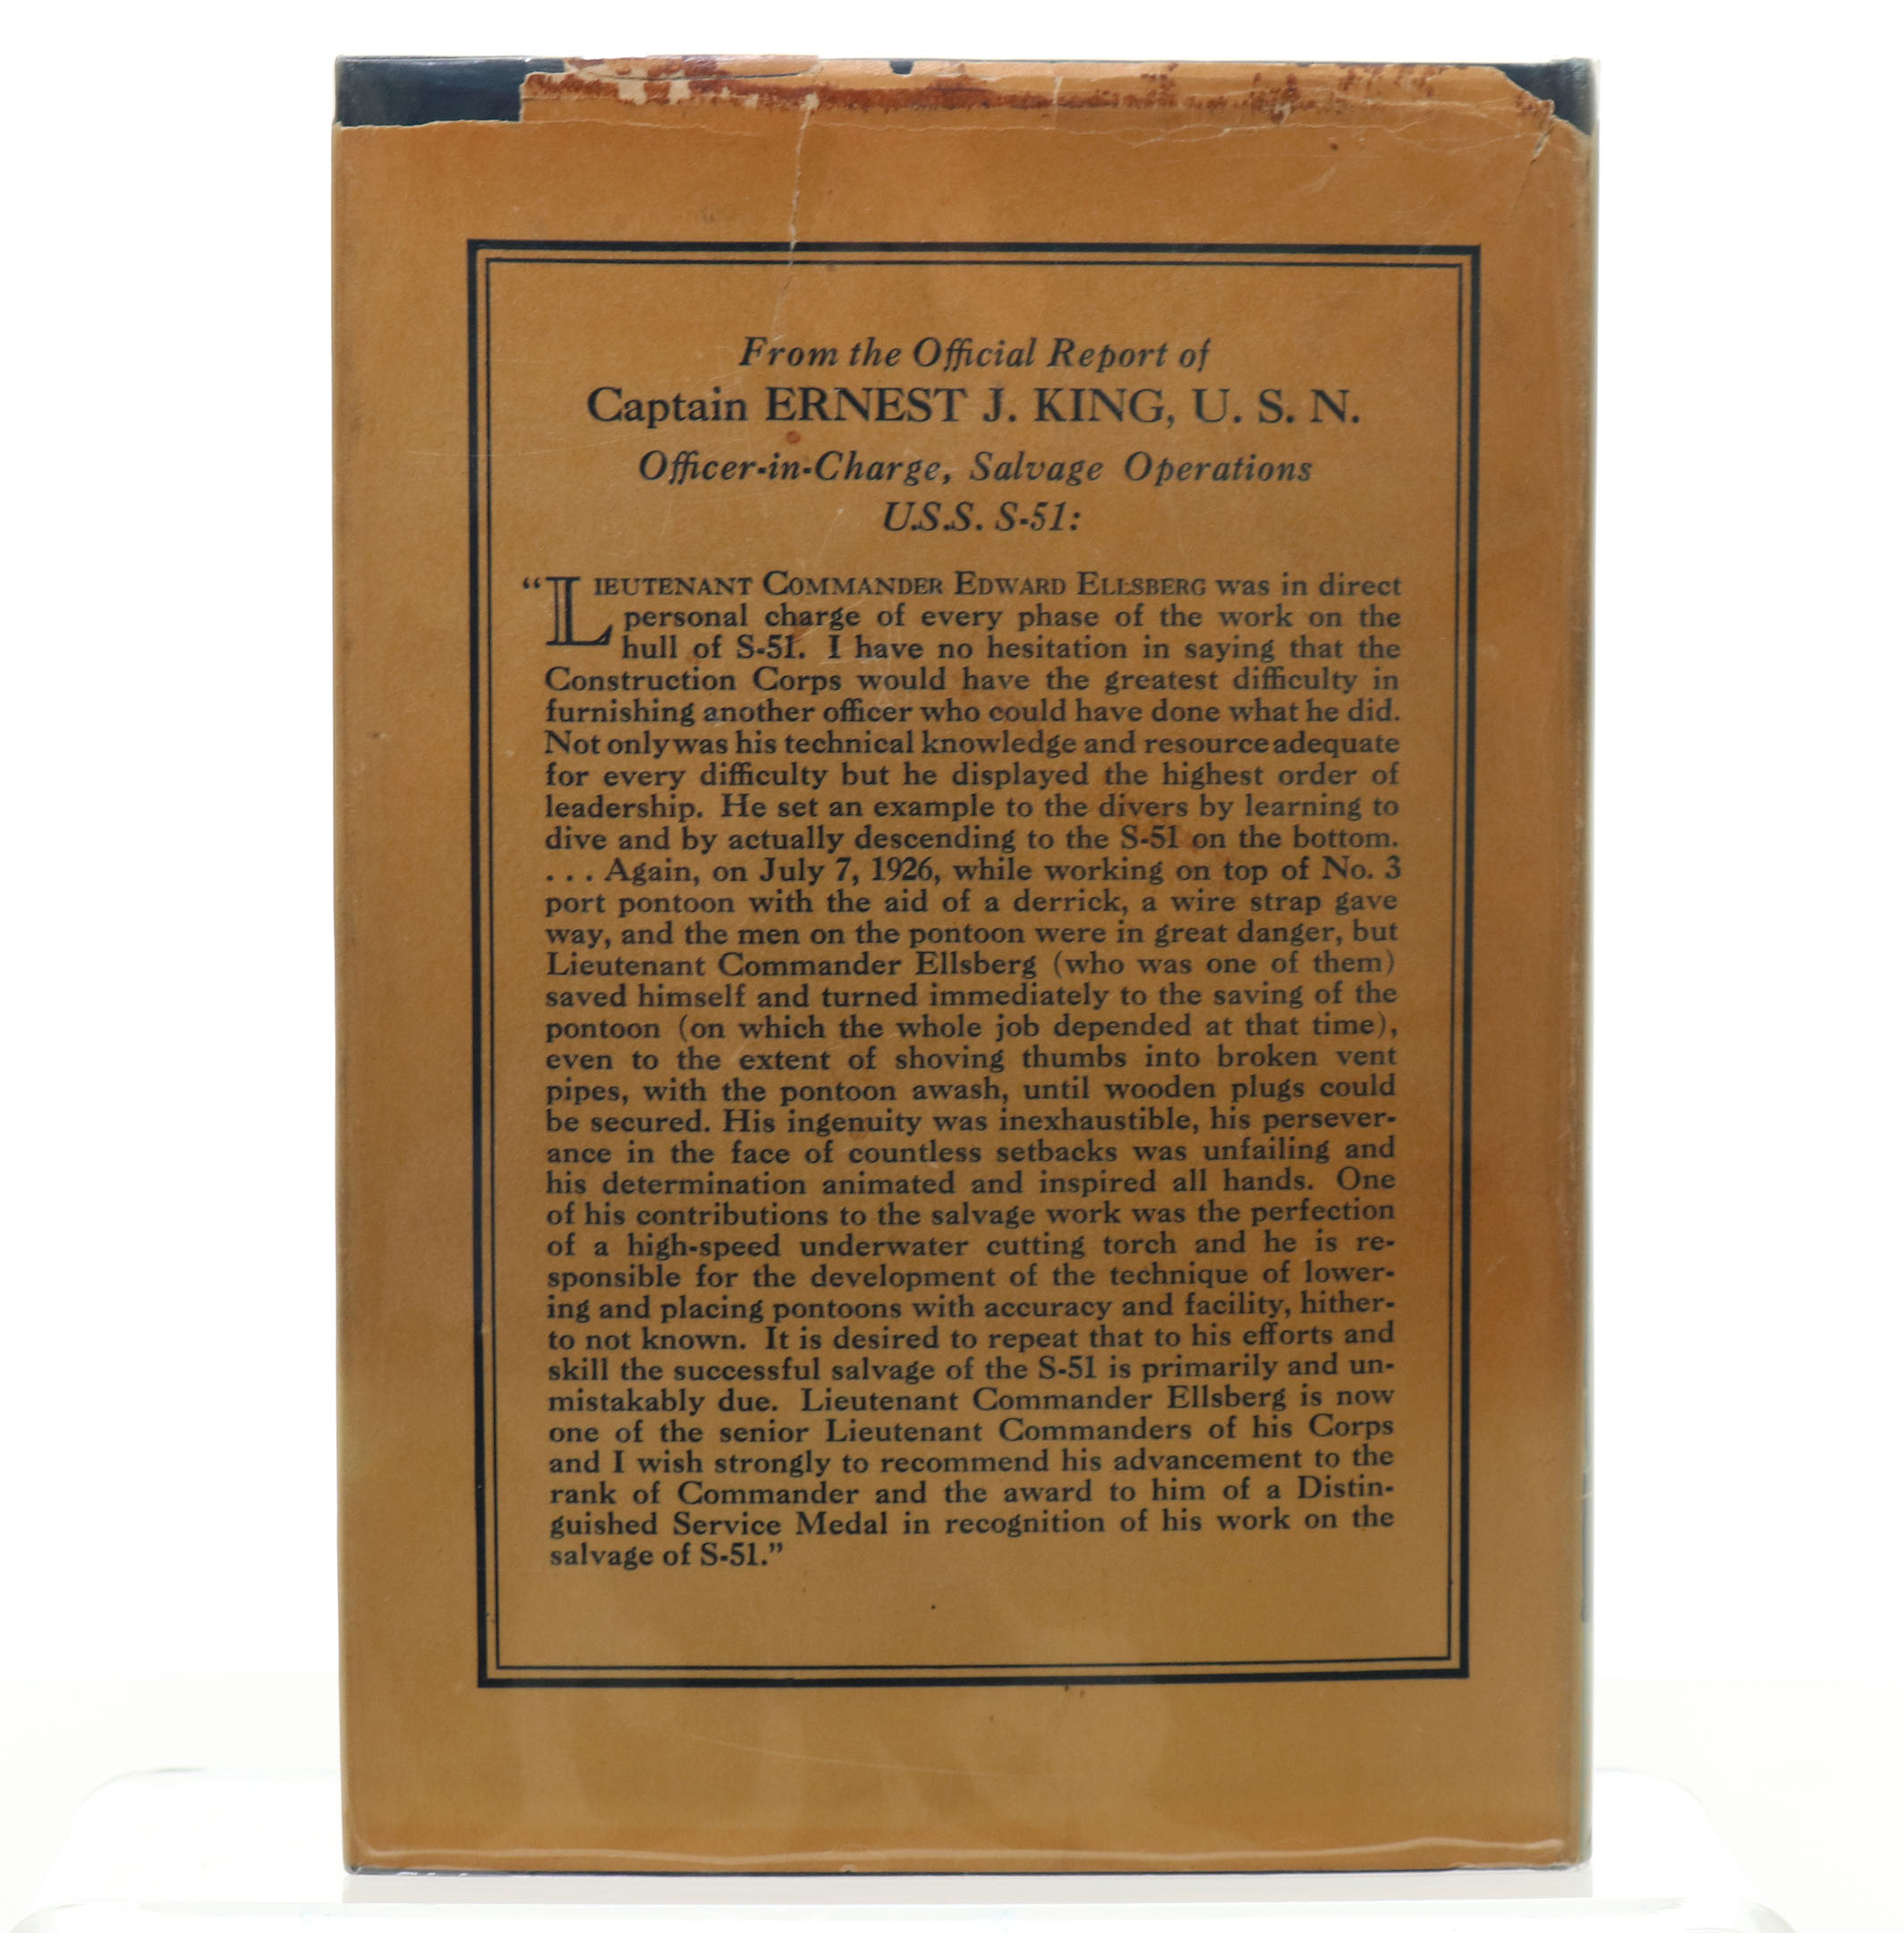 From the Official Report of
Captain ERNEST J. KING, U. S. N.
Officer-in-Charge, Salvage Operations
U.S.S. S-51:
“LIEUTENANT COMMANDER EDWARD ELLSBERG was in direct
personal charge of every phase of the work on the
hull of S-51. I have no hesitation in saying that the
Construction Corps would have the greatest difficulty in
furnishing another officer who could have done what he did.
Not only was his technical knowledge and resource adequate
for every difficulty but he displayed the highest order of
leadership. He set an example to the divers by learning to
dive and by actually descending to the S-51 on the bottom.
. . . Again, on July 7, 1926, while working on top of No. 3
port pontoon with the aid of a derrick, a wire strap gave
way, and the men on the pontoon were in great danger, but
Lieutenant Commander Ellsberg (who was one of them)
saved himself and turned immediately to the saving of the
pontoon (on which the whole job depended at that time),
even to the extent of shoving thumbs into broken vent
pipes, with the pontoon awash, until wooden plugs could
be secured. His ingenuity was inexhaustible, his persever-
ance in the face of countless setbacks was unfailing and
his determination animated and inspired all hands. One
of his contributions to the salvage work was the perfection
of a high-speed underwater cutting torch and he is re-
sponsible for the development of the technique of lower-
ing and placing pontoons with accuracy and facility, hither-
to not known. It is desired to repeat that to his efforts and
skill the successful salvage of the S-51 is primarily and un-
mistakably due. Lieutenant Commander Ellsberg is now
one of the senior Lieutenant Commanders of his Corps
and I wish strongly to recommend his advancement to the
rank of Commander and the award to him of a Distin-
guished Service Medal in recognition of his work on the
salvage of S-51.”